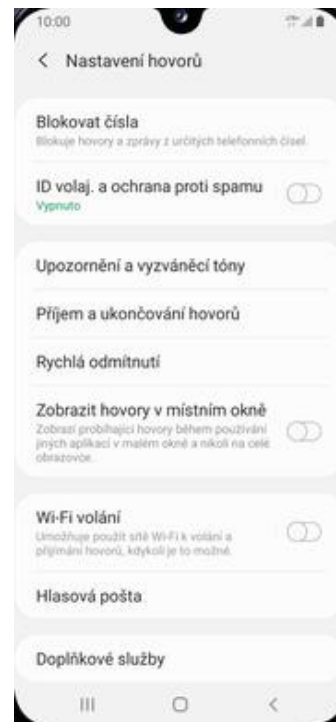 10:00
Nastavení hovorů
Blokovat čísla
Blokuje hovory a zprávy z určitých telefonních čísel.
ID volaj. a ochrana proti spamu
Vypnuto
Upozornění a vyzváněcí tóny
Příjem a ukončování hovorů
Rychlá odmítnutí
Zobrazit hovory v místním okně
Zobrazí probíhající hovory během používání
jiných aplikací v malém okně a nikoli na celé
obrazovce.
Wi-Fi volání
Umožňuje použít sítě Wi-Fi k volání a
přijímání hovorů, kdykoli je to možné.
Hlasová pošta
Doplňkové služby